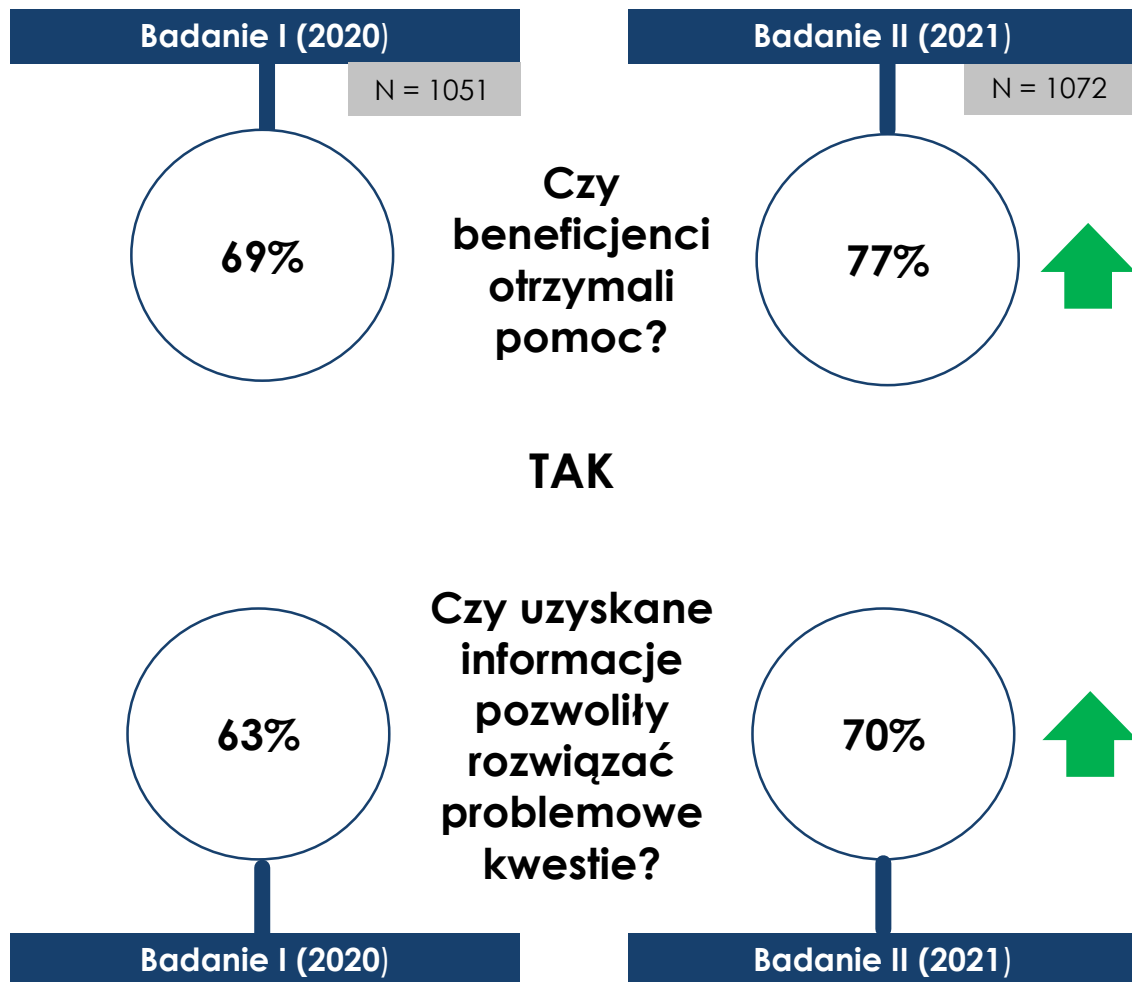 Badanie I (2020)
Badanie II (2021)
N = 1051
N = 1072
Czy
beneficjenci
otrzymali
pomoc?
69%
77%
TAK
Czy uzyskane
informacje
pozwoliły
rozwiązać
problemowe
kwestie?
63%
70%
Badanie I (2020)
Badanie II (2021)